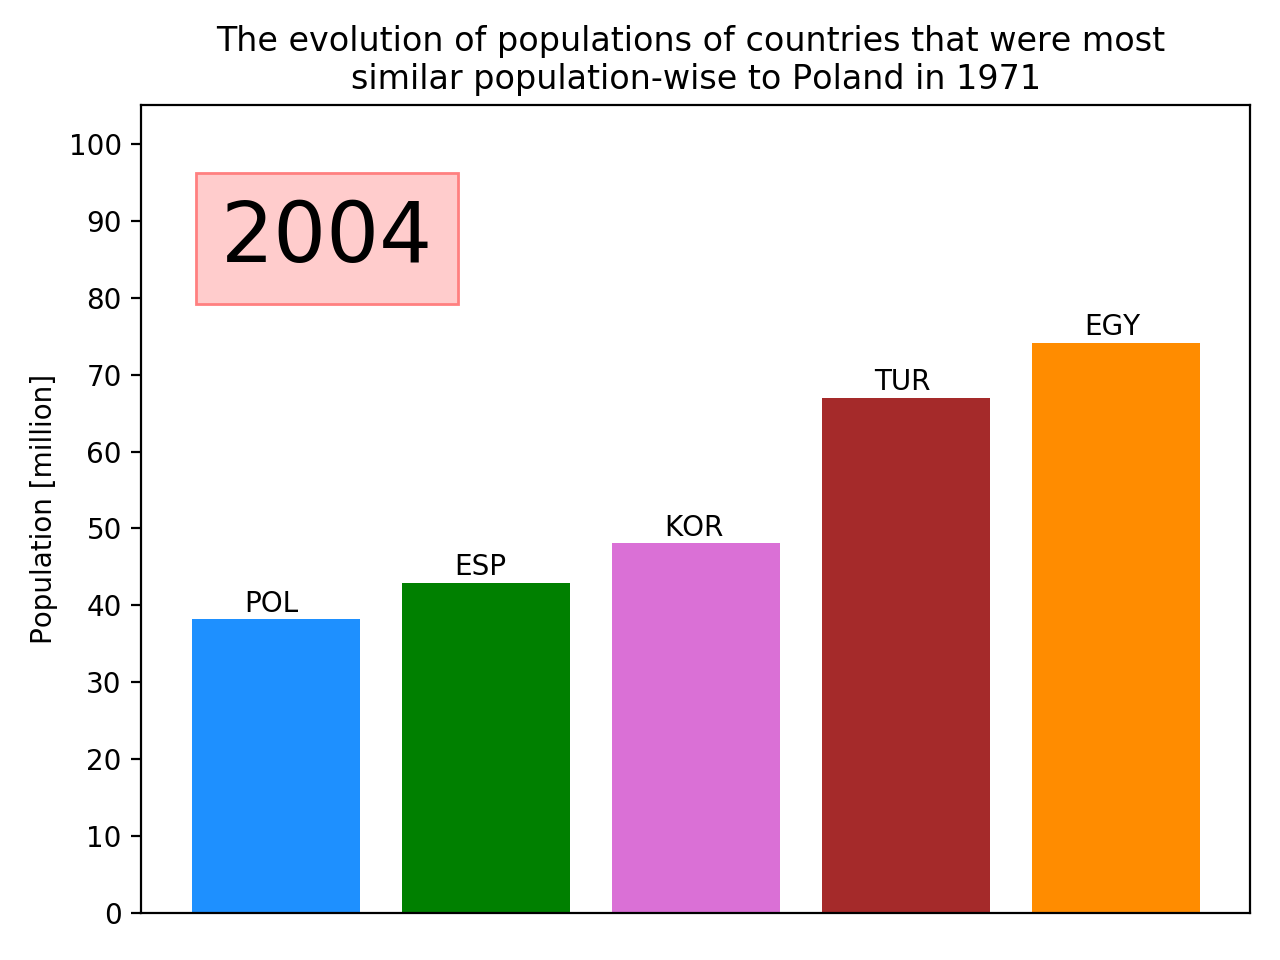 The evolution of populations of countries that were most
similar population-wise to Poland in 1971
Population [million]
100
90
80
70
60
50
40
30
20
10
0
2004
POL
ESP
KOR
TUR
EGY